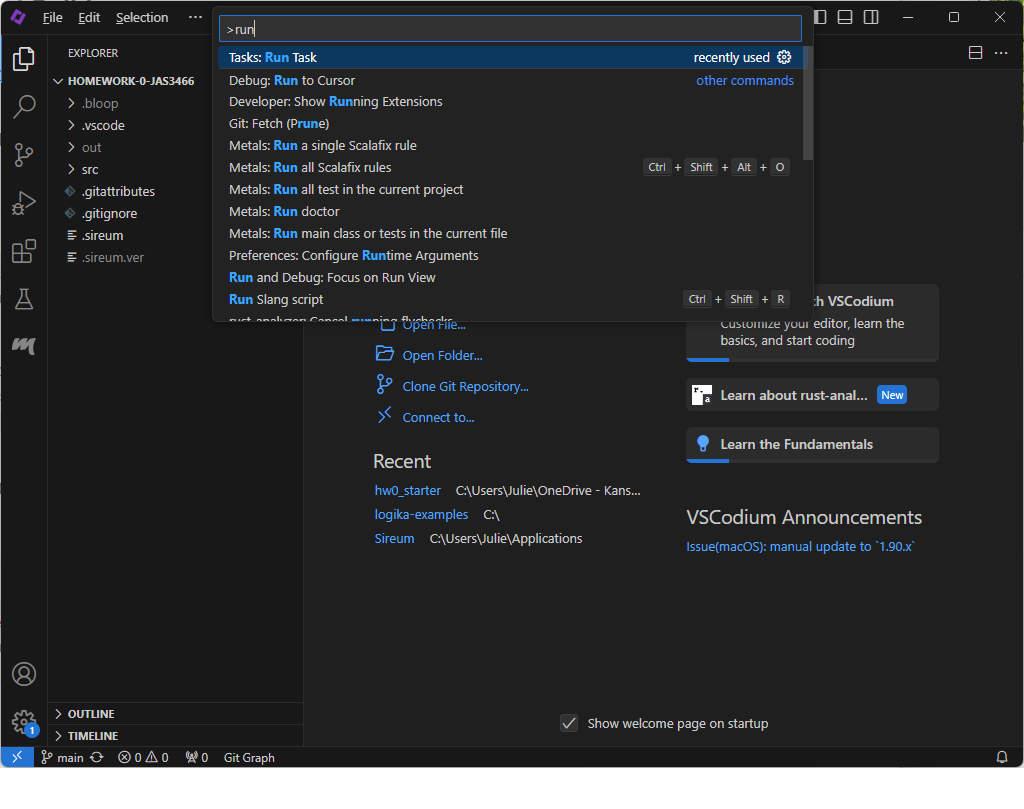 File Edit Selection ···
>run
EXPLORER
HOMEWORK-0-JAS3466
.bloop
.vscode
out
src
.gitattributes
.gitignore
.sireum
.sireum.ver
Tasks: Run Task recently used
Debug: Run to Cursor other commands
Developer: Show Running Extensions
Git: Fetch (Prune)
Metals: Run a single Scalafix rule
Metals: Run all Scalafix rules Ctrl + Shift + Alt + O
Metals: Run all test in the current project
Metals: Run doctor
Metals: Run main class or tests in the current file
Preferences: Configure Runtime Arguments
Run and Debug: Focus on Run View
Run Slang script Ctrl + Shift + R
rust-analyzer: Cancel running flychecks
Open File...
Open Folder...
Clone Git Repository...
Connect to...
Recent
hw0_starter C:\Users\Julie\OneDrive - Kans...
logika-examples C:\
Sireum C:\Users\Julie\Applications
VSCodium
Customize your editor, learn the
basics, and start coding
Learn about rust-anal... New
Learn the Fundamentals
VSCodium Announcements
Issue(macOS): manual update to `1.90.x`
Show welcome page on startup
OUTLINE
TIMELINE
1
main 0 0 0 Git Graph